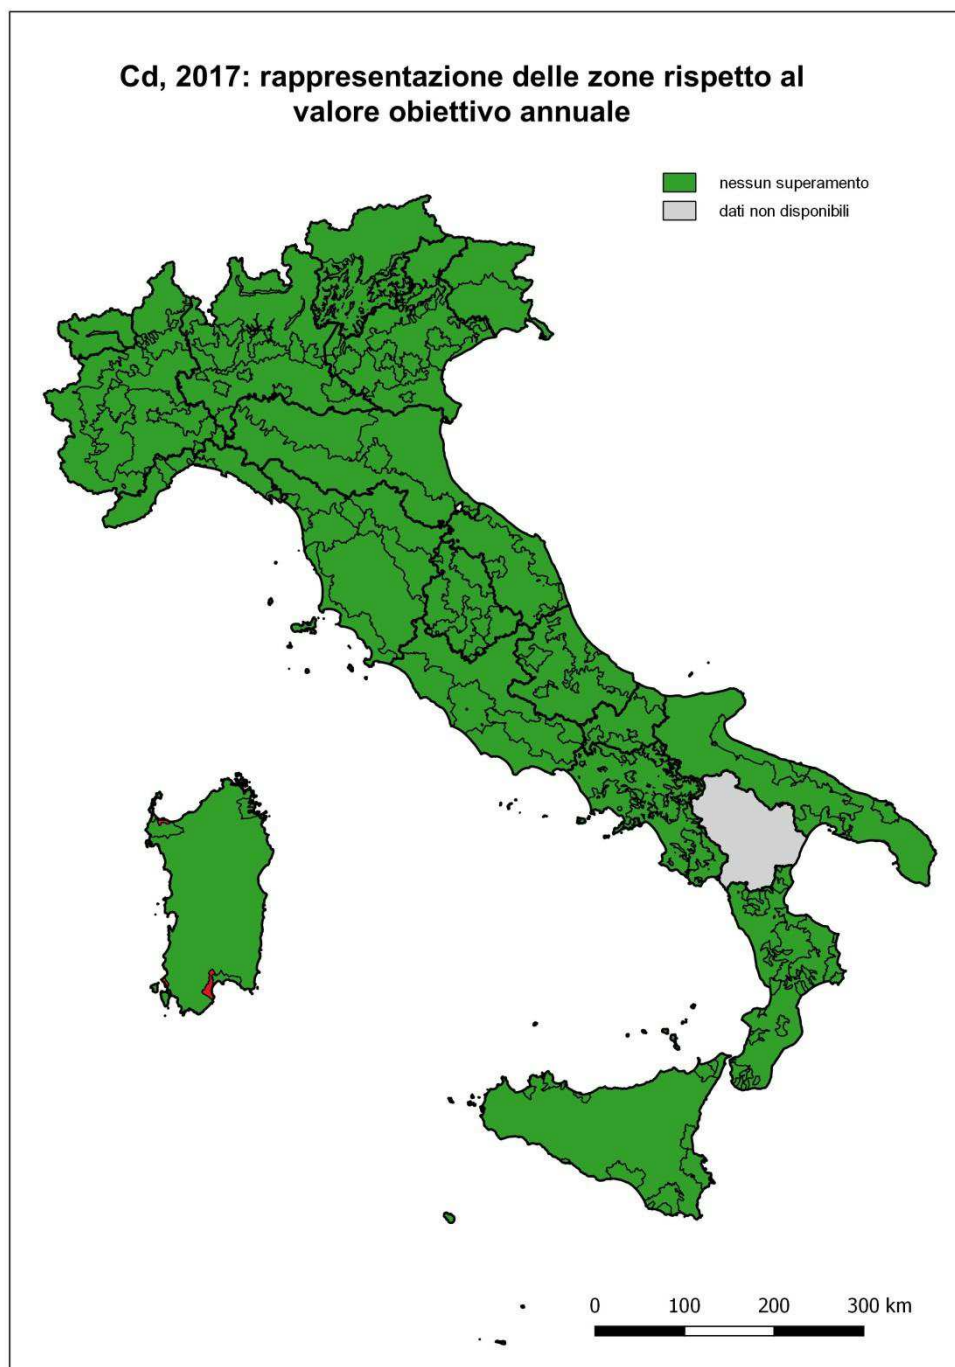 Cd, 2017: rappresentazione delle zone rispetto al
valore obiettivo annuale
nessun superamento
dati non disponibili
0 100 200 300 km